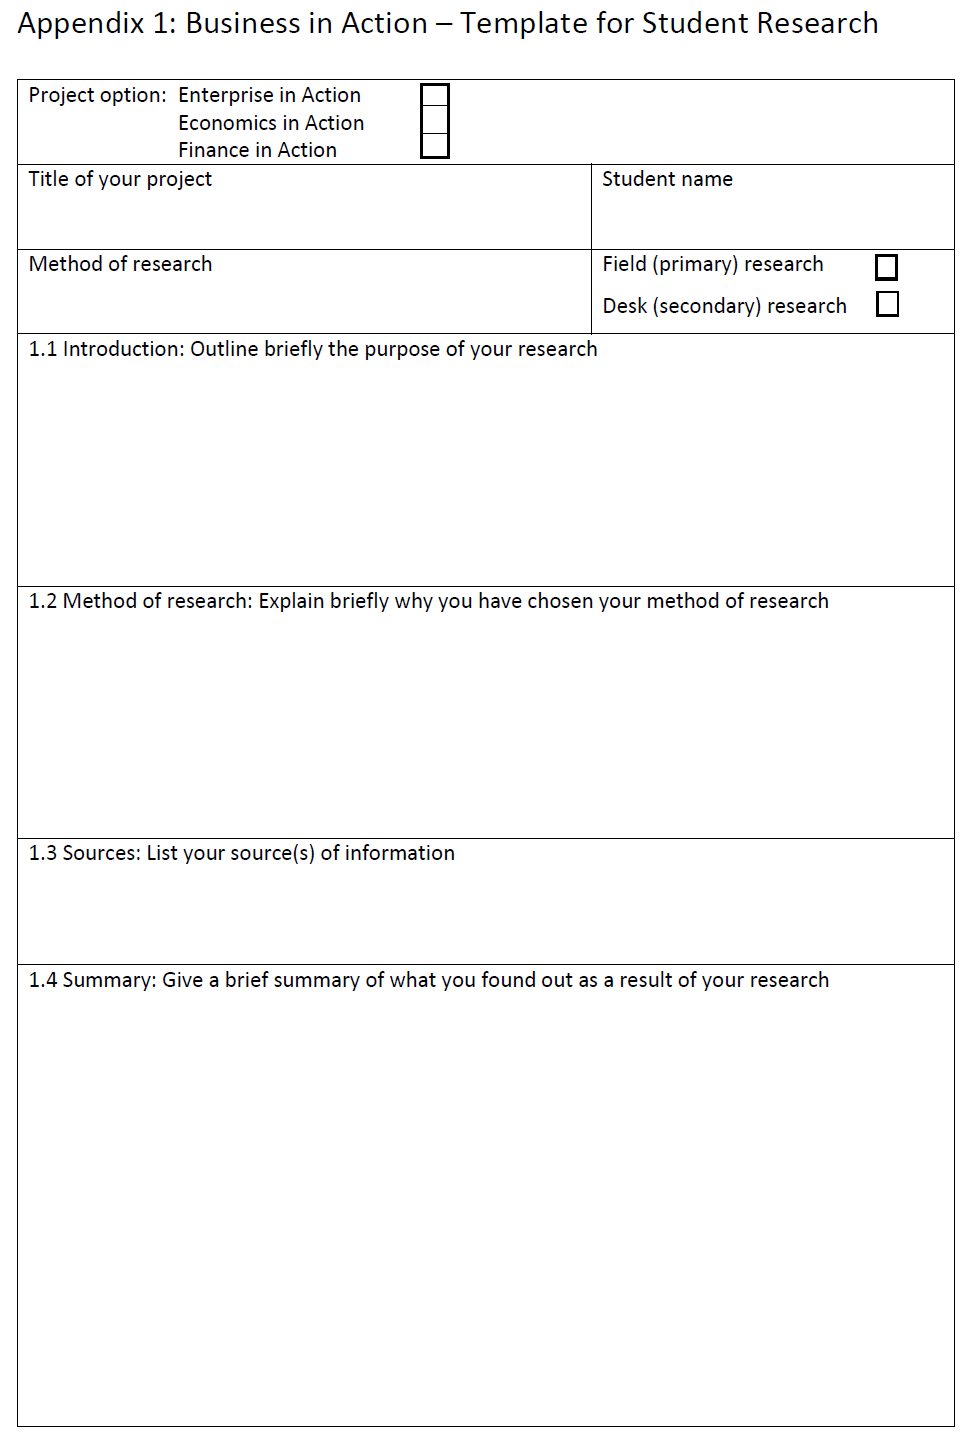 Appendix 1: Business in Action – Template for Student Research
Project option: Enterprise in Action
Economics in Action
Finance in Action
Title of your project
Student name
Method of research
Field (primary) research
Desk (secondary) research
1.1 Introduction: Outline briefly the purpose of your research
1.2 Method of research: Explain briefly why you have chosen your method of research
1.3 Sources: List your source(s) of information
1.4 Summary: Give a brief summary of what you found out as a result of your research